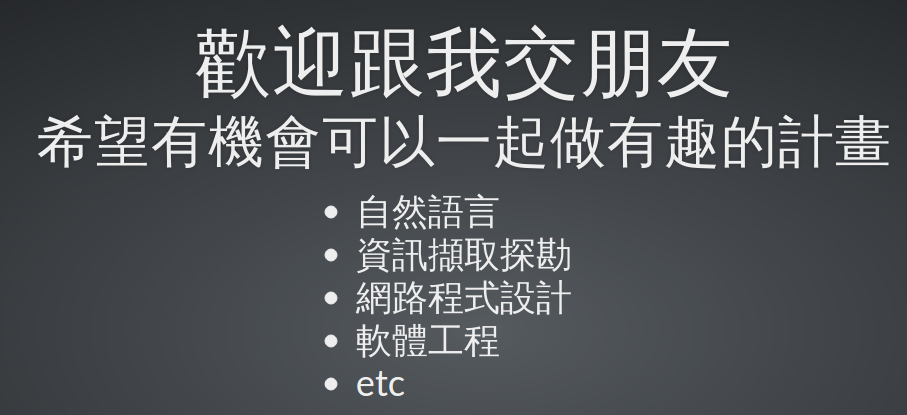 歡迎跟我交朋友
希望有機會可以一起做有趣的計畫
• 自然語言
• 資訊擷取探勘
• 網路程式設計
• 軟體工程
• etc